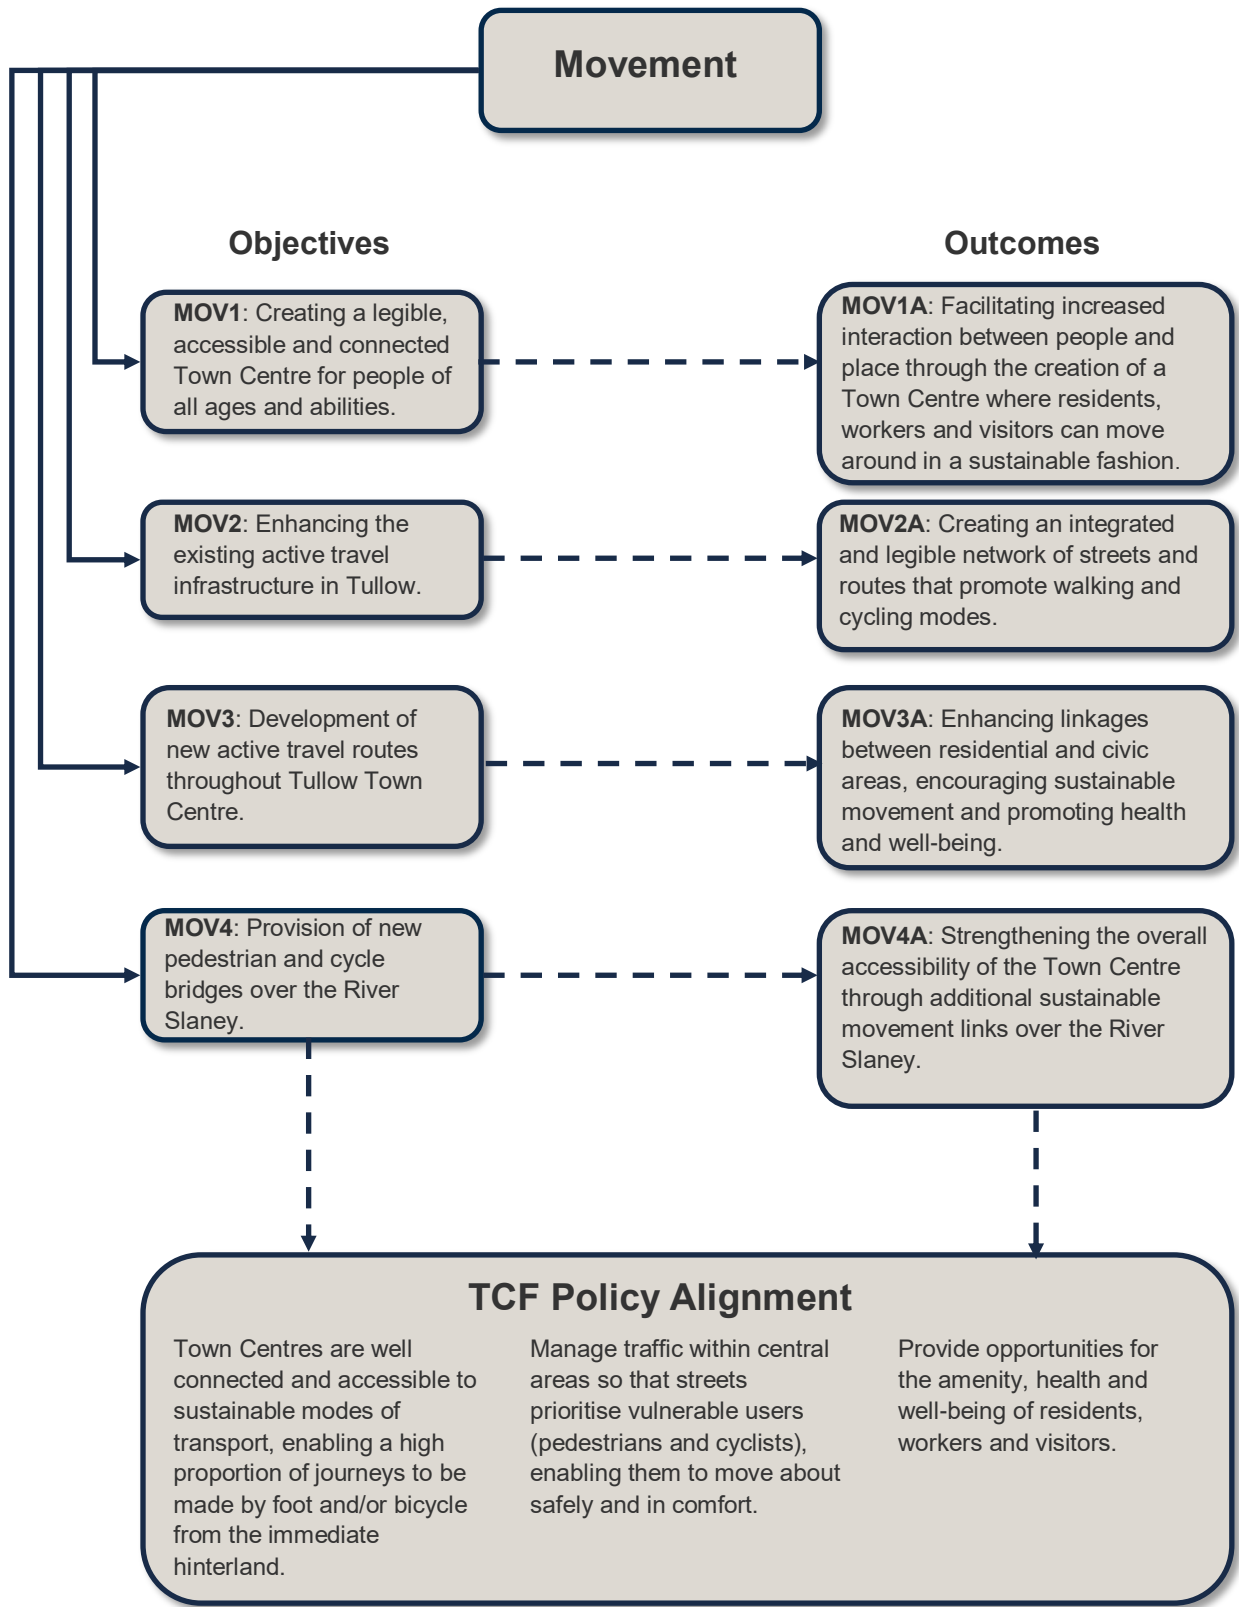 Movement
Objectives
Outcomes
MOV1: Creating a legible,
accessible and connected
Town Centre for people of
all ages and abilities.
MOV1A: Facilitating increased
interaction between people and
place through the creation of a
Town Centre where residents,
workers and visitors can move
around in a sustainable fashion.
MOV2: Enhancing the
existing active travel
infrastructure in Tullow.
MOV2A: Creating an integrated
and legible network of streets and
routes that promote walking and
cycling modes.
MOV3: Development of
new active travel routes
throughout Tullow Town
Centre.
MOV3A: Enhancing linkages
between residential and civic
areas, encouraging sustainable
movement and promoting health
and well-being.
MOV4: Provision of new
pedestrian and cycle
bridges over the River
Slaney.
MOV4A: Strengthening the overall
accessibility of the Town Centre
through additional sustainable
movement links over the River
Slaney.
TCF Policy Alignment
Town Centres are well
connected and accessible to
sustainable modes of
transport, enabling a high
proportion of journeys to be
made by foot and/or bicycle
from the immediate
hinterland.
Manage traffic within central
areas so that streets
prioritise vulnerable users
(pedestrians and cyclists),
enabling them to move about
safely and in comfort.
Provide opportunities for
the amenity, health and
well-being of residents,
workers and visitors.